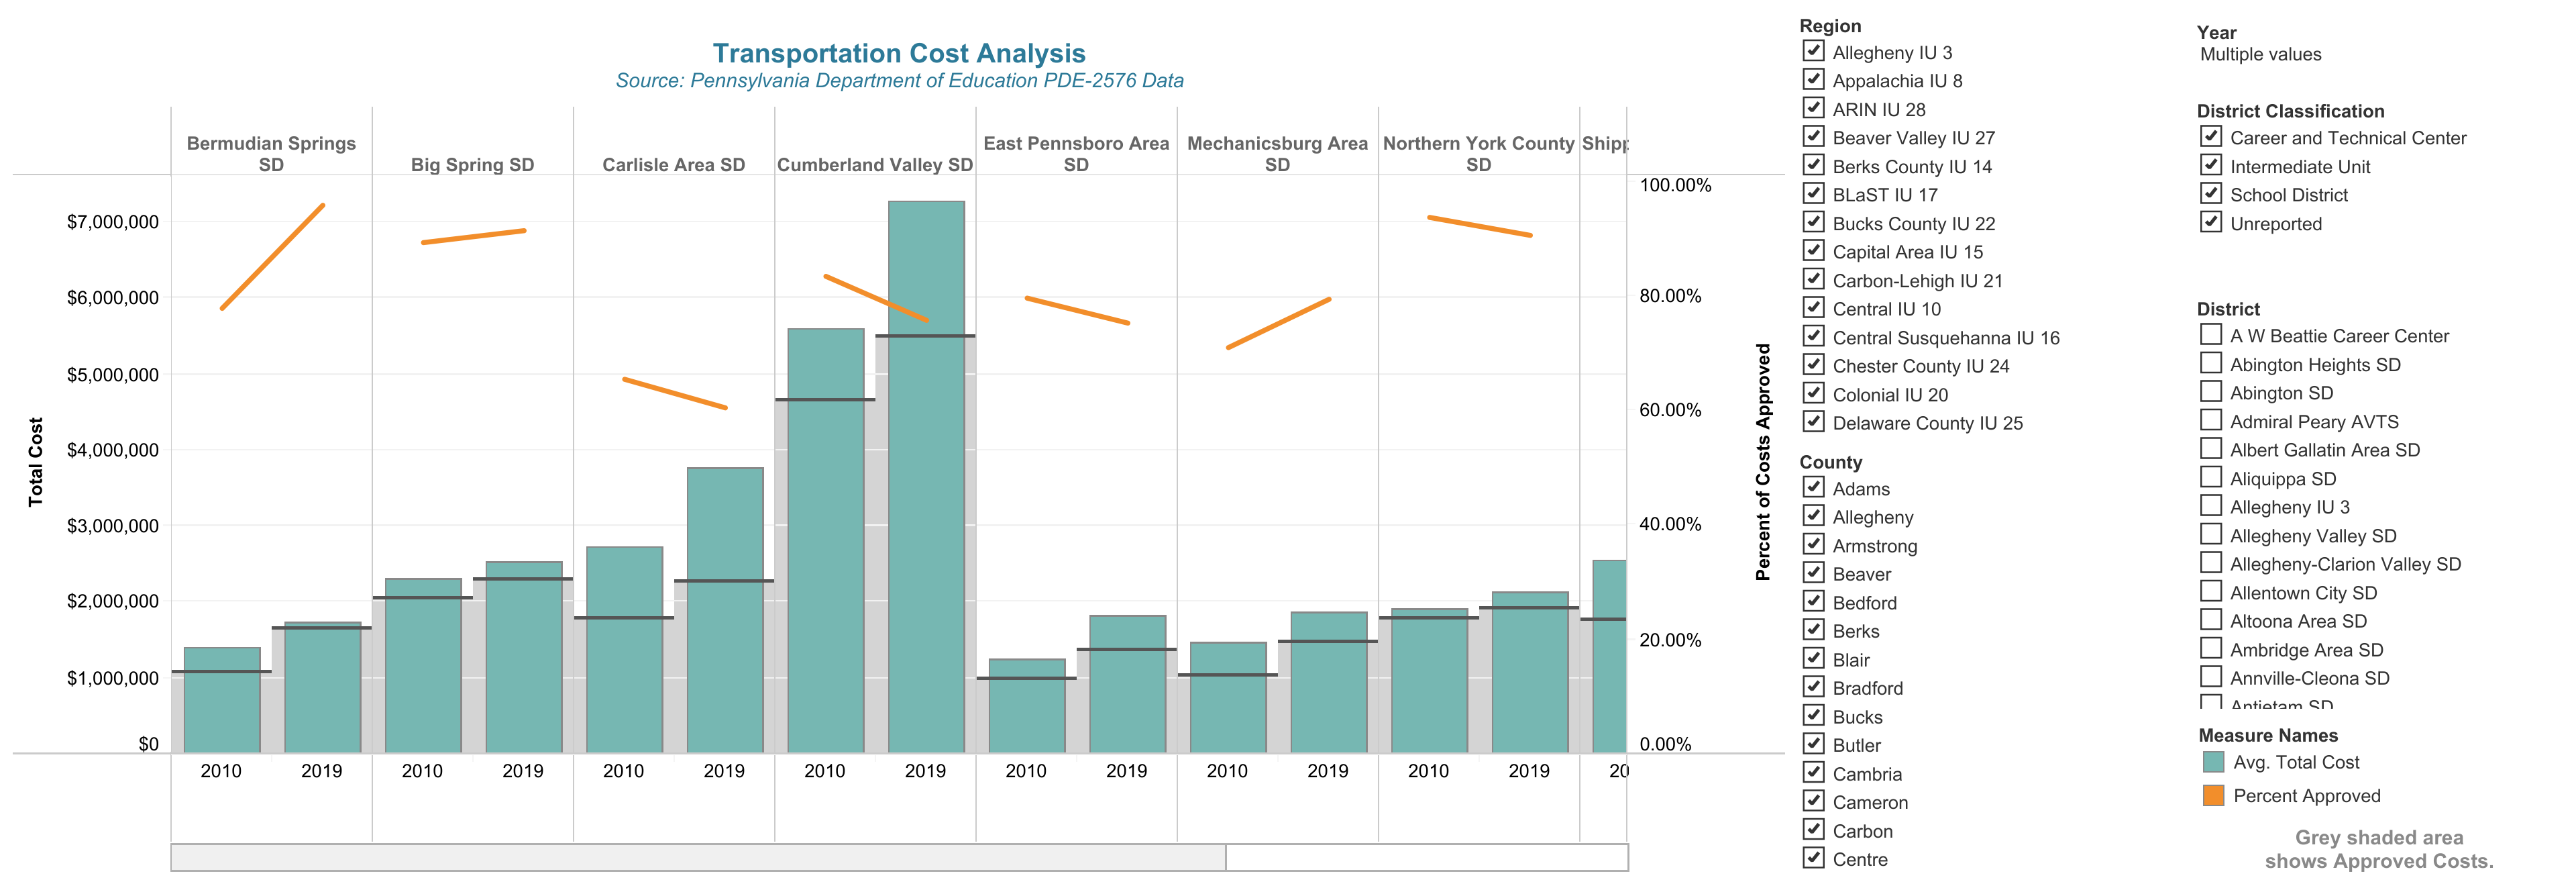 Transportation Cost Analysis
Source: Pennsylvania Department of Education PDE-2576 Data
Bermudian Springs
SD
Big Spring SD
Carlisle Area SD
Cumberland Valley SD
East Pennsboro Area
SD
Mechanicsburg Area
SD
Northern York County
SD
Shipp
Total Cost
$7,000,000
$6,000,000
$5,000,000
$4,000,000
$3,000,000
$2,000,000
$1,000,000
$0
100.00%
80.00%
60.00%
40.00%
20.00%
0.00%
Percent of Costs Approved
2010 2019 2010 2019 2010 2019 2010 2019 2010 2019 2010 2019 2010 2019 20
Region
Allegheny IU 3
Appalachia IU 8
ARIN IU 28
Beaver Valley IU 27
Berks County IU 14
BLaST IU 17
Bucks County IU 22
Capital Area IU 15
Carbon-Lehigh IU 21
Central IU 10
Central Susquehanna IU 16
Chester County IU 24
Colonial IU 20
Delaware County IU 25
County
Adams
Allegheny
Armstrong
Beaver
Bedford
Berks
Blair
Bradford
Bucks
Butler
Cambria
Cameron
Carbon
Centre
Year
Multiple values
District Classification
Career and Technical Center
Intermediate Unit
School District
Unreported
District
A W Beattie Career Center
Abington Heights SD
Abington SD
Admiral Peary AVTS
Albert Gallatin Area SD
Aliquippa SD
Allegheny IU 3
Allegheny Valley SD
Allegheny-Clarion Valley SD
Allentown City SD
Altoona Area SD
Ambridge Area SD
Annville-Cleona SD
Antietam SD
Measure Names
Avg. Total Cost
Percent Approved
Grey shaded area
shows Approved Costs.